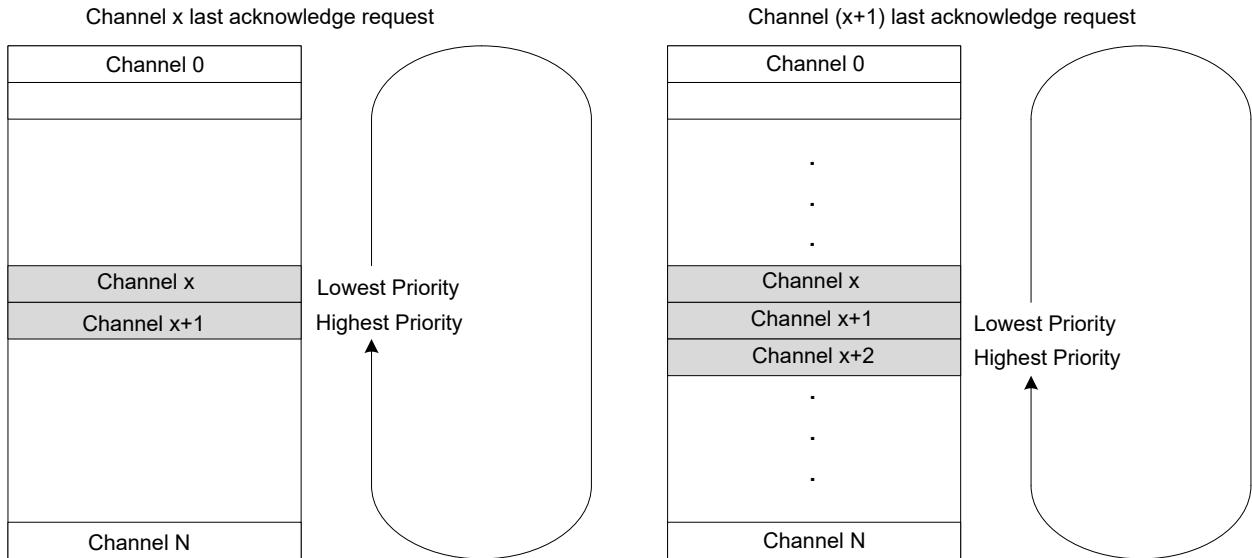 Channel x last acknowledge request
Channel 0
Channel x
Lowest Priority
Channel x+1
Highest Priority
Channel N
Channel (x+1) last acknowledge request
Channel 0
.
.
.
Channel x
Channel x+1
Lowest Priority
Channel x+2
Highest Priority
.
.
.
Channel N